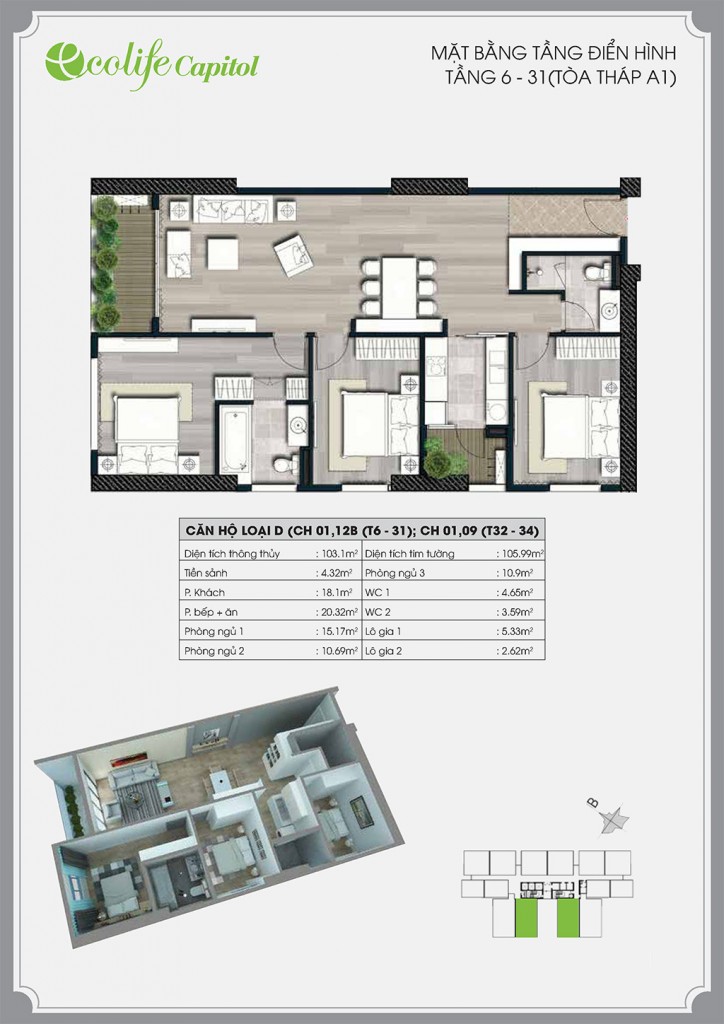 ecolife Capitol
MẶT BẰNG TẦNG ĐIỂN HÌNH
TẦNG 6 - 31(TÒA THÁP A1)
CĂN HỘ LOẠI D (CH 01,12B (T6 - 31); CH 01,09 (T32 - 34)
Diện tích thông thủy : 103.1m² Diện tích tim tường : 105.99m²
Tiền sảnh : 4.32m² Phòng ngủ 3 : 10.9m²
P. Khách : 18.1m² WC 1 : 4.65m²
P. bếp + ăn : 20.32m² WC 2 : 3.59m²
Phòng ngủ 1 : 15.17m² Lô gia 1 : 5.33m²
Phòng ngủ 2 : 10.69m² Lô gia 2 : 2.62m²
B